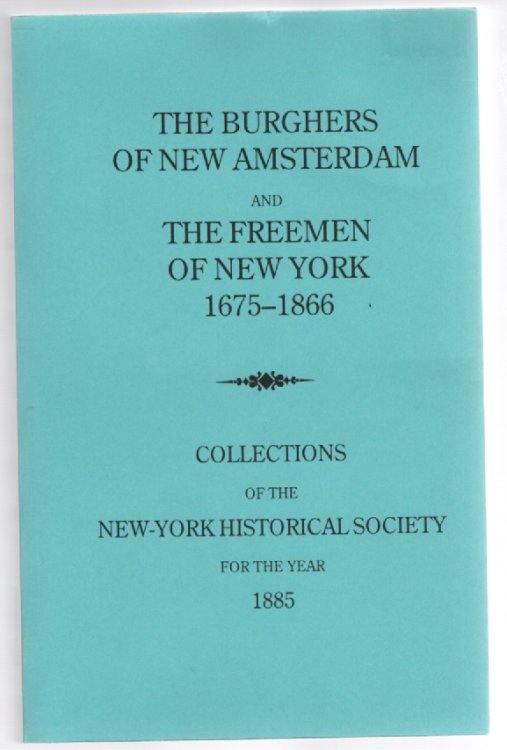 THE BURGHERS
OF NEW AMSTERDAM
AND
THE FREEMEN
OF NEW YORK
1675–1866
COLLECTIONS
OF THE
NEW-YORK HISTORICAL SOCIETY
FOR THE YEAR
1885